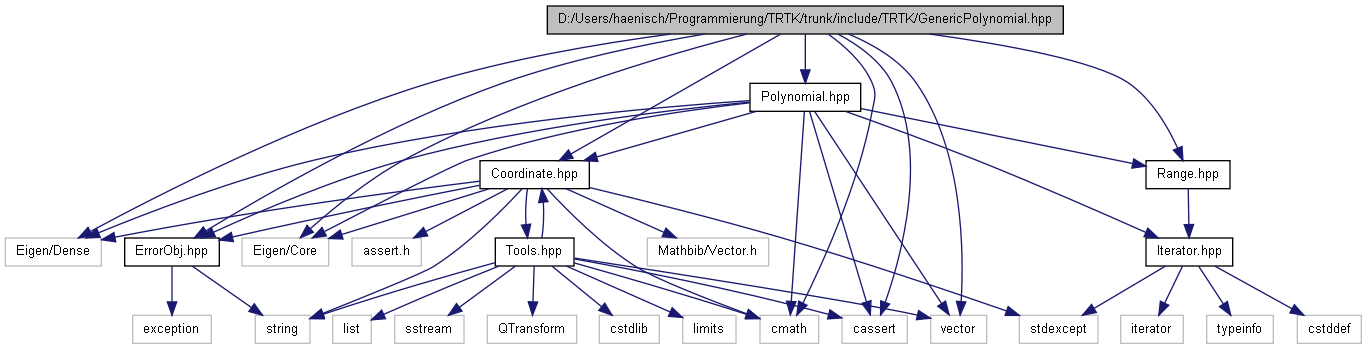 D:/Users/haenisch/Programmierung/TRTK/trunk/include/TRTK/GenericPolynomial.hpp
Polynomial.hpp
Coordinate.hpp
Range.hpp
Eigen/Dense
ErrorObj.hpp
Eigen/Core
assert.h
Tools.hpp
Mathbib/Vector.h
Iterator.hpp
exception
string
list
sstream
QTransform
cstdlib
limits
cmath
cassert
vector
stdexcept
iterator
typeinfo
cstddef